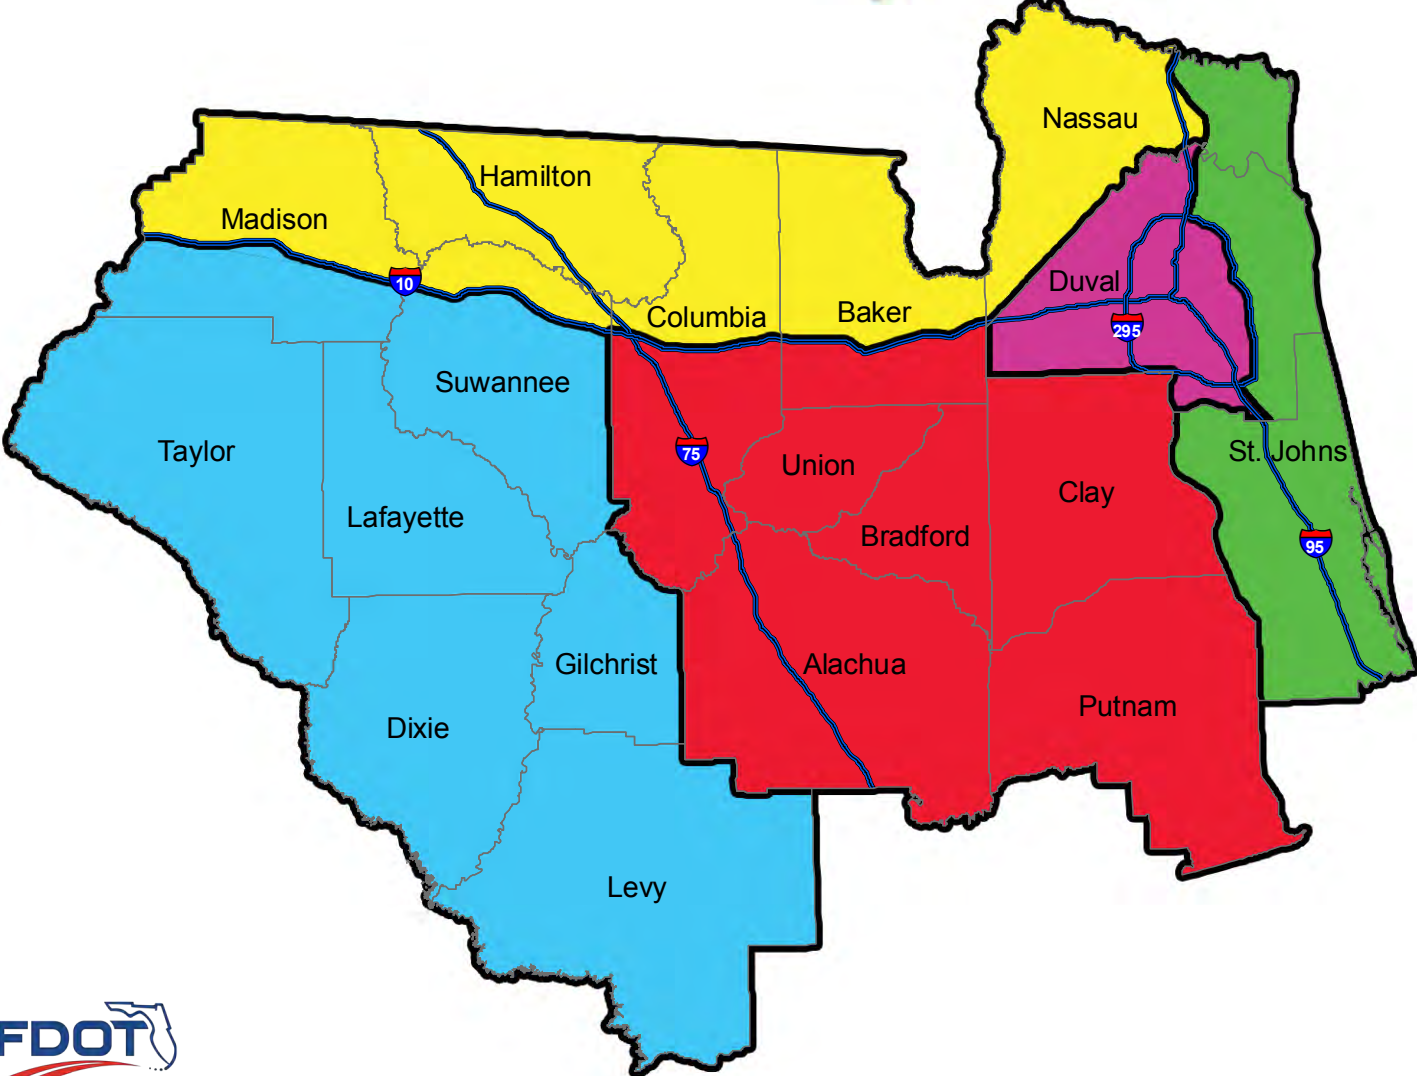 Nassau
Hamilton
Madison
10
Duval
Columbia
Baker
295
Suwannee
Taylor
75
Union
St. Johns
Clay
Lafayette
Bradford
95
Gilchrist
Alachua
Putnam
Dixie
Levy
FDOT